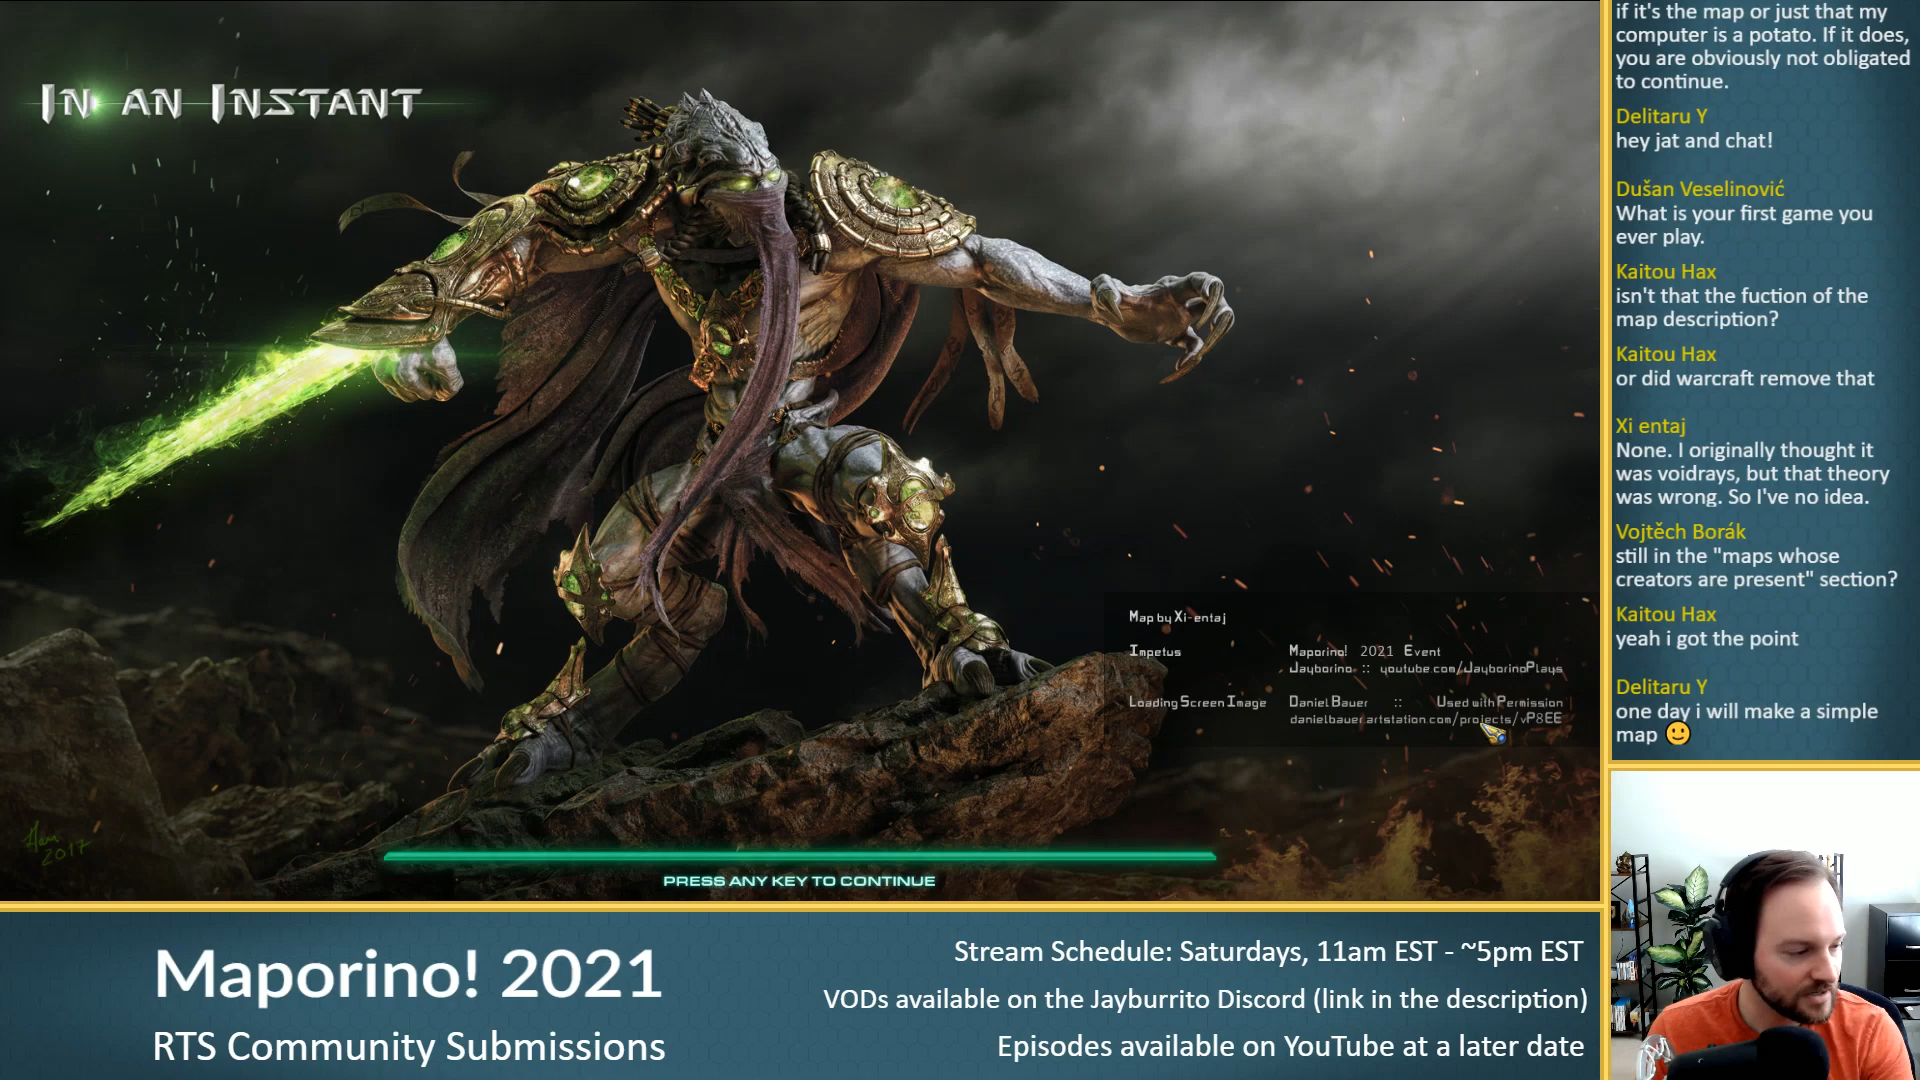 In an Instant
Map by Xi-entaj
Impetus Maporino! 2021 Event
Jayborino :: youtube.com/JayborinoPlays
Loading Screen Image Daniel Bauer :: Used with Permission
danielbauer.artstation.com/projects/vP8EE
2017
PRESS ANY KEY TO CONTINUE
if it's the map or just that my
computer is a potato. If it does,
you are obviously not obligated
to continue.
Delitaru Y
hey jat and chat!
Dušan Veselinović
What is your first game you
ever play.
Kaitou Hax
isn't that the fuction of the
map description?
Kaitou Hax
or did warcraft remove that
Xi entaj
None. I originally thought it
was voidrays, but that theory
was wrong. So I've no idea.
Vojtěch Borák
still in the "maps whose
creators are present" section?
Kaitou Hax
yeah i got the point
Delitaru Y
one day i will make a simple
map 🙂
Maporino! 2021
RTS Community Submissions
Stream Schedule: Saturdays, 11am EST - ~5pm EST
VODs available on the Jayburrito Discord (link in the description)
Episodes available on YouTube at a later date